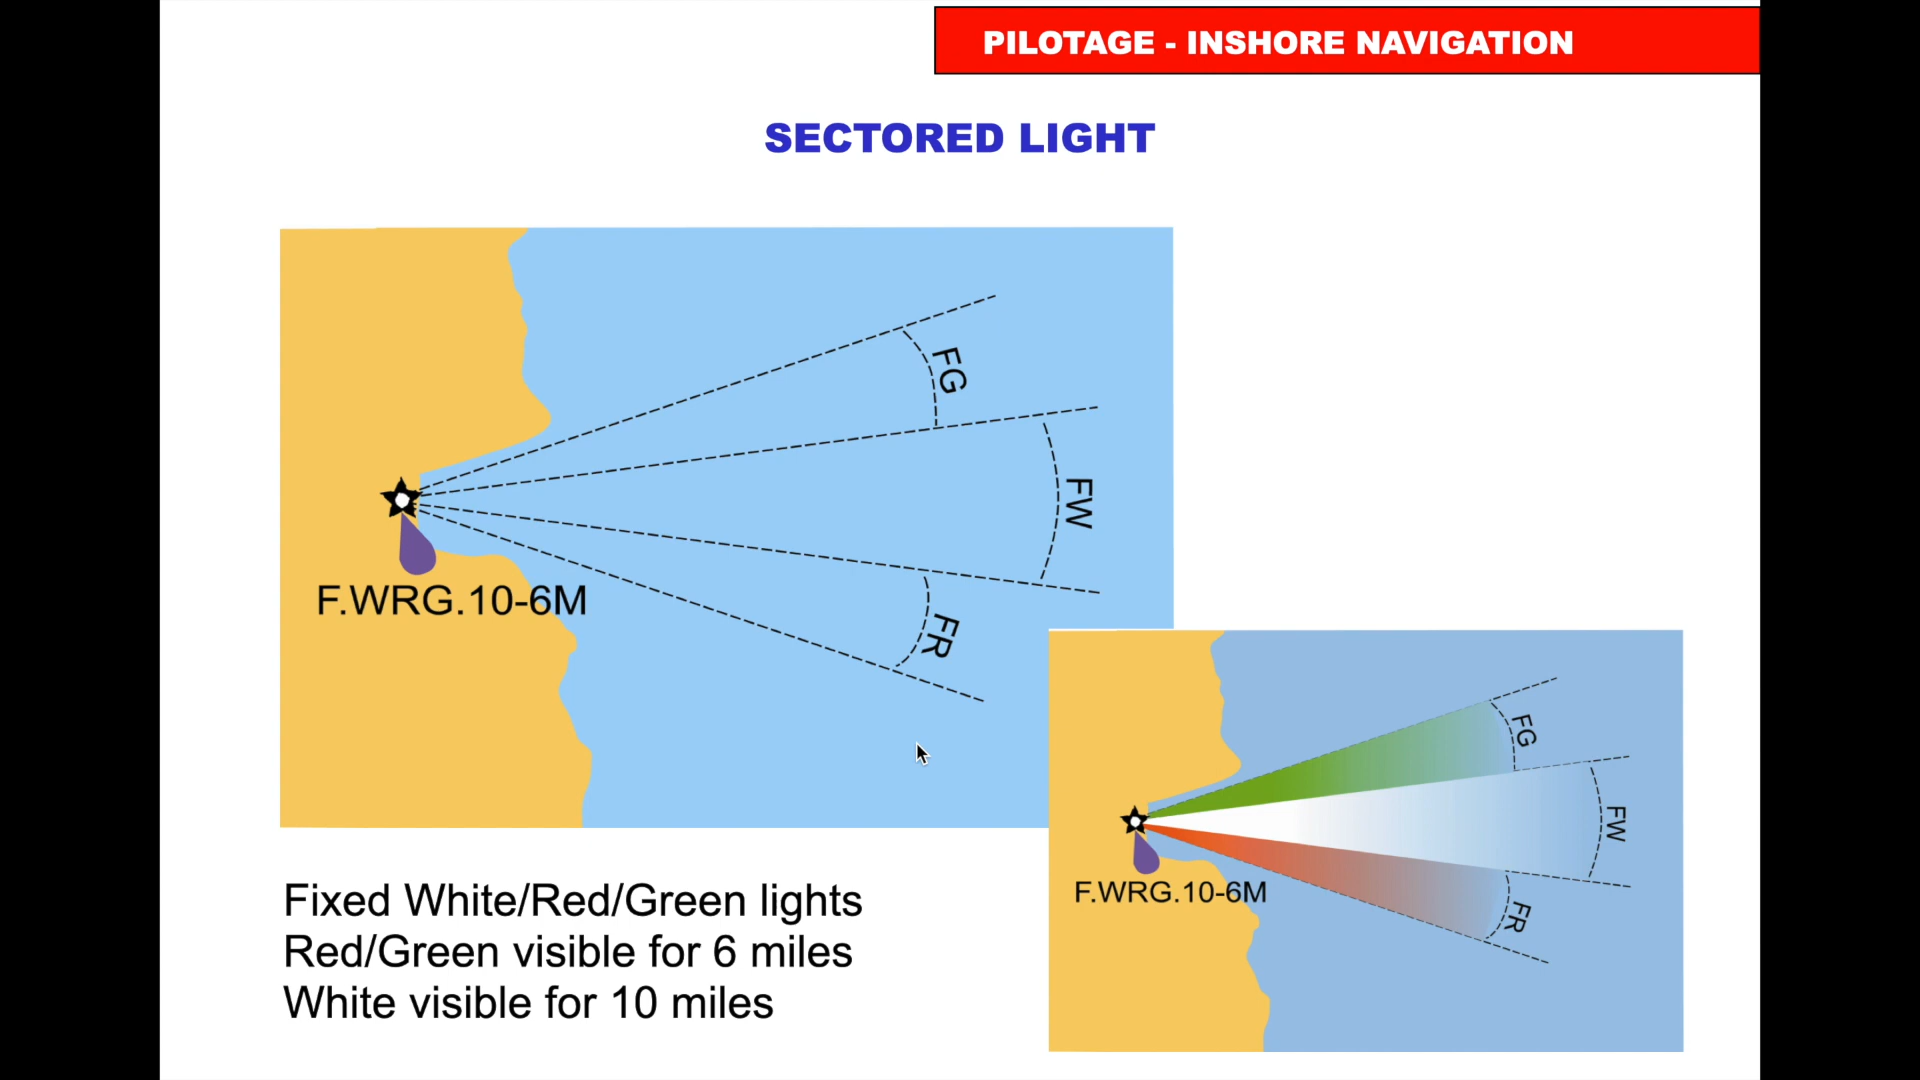 PILOTAGE - INSHORE NAVIGATION
SECTORED LIGHT
FG
FW
FR
F.WRG.10-6M
FG
FW
FR
F.WRG.10-6M
Fixed White/Red/Green lights
Red/Green visible for 6 miles
White visible for 10 miles